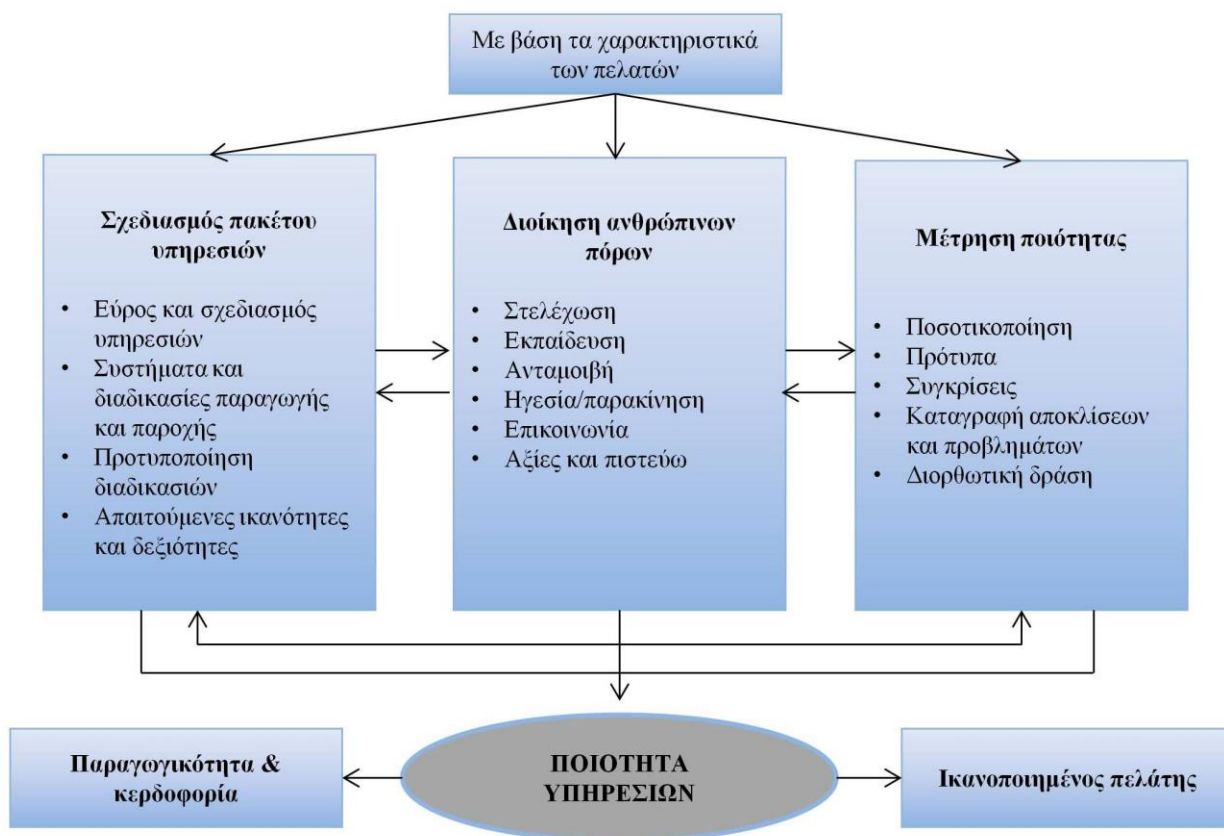 Με βάση τα χαρακτηριστικά
των πελατών
Σχεδιασμός πακέτου
υπηρεσιών
• Εύρος και σχεδιασμός
υπηρεσιών
• Συστήματα και
διαδικασίες παραγωγής
και παροχής
• Προτυποποίηση
διαδικασιών
• Απαιτούμενες ικανότητες
και δεξιότητες
Διοίκηση ανθρώπινων
πόρων
• Στελέχωση
• Εκπαίδευση
• Ανταμοιβή
• Ηγεσία/παρακίνηση
• Επικοινωνία
• Αξίες και πιστεύω
Μέτρηση ποιότητας
• Ποσοτικοποίηση
• Πρότυπα
• Συγκρίσεις
• Καταγραφή αποκλίσεων
και προβλημάτων
• Διορθωτική δράση
Παραγωγικότητα &
κερδοφορία
ΠΟΙΟΤΗΤΑ
ΥΠΗΡΕΣΙΩΝ
Ικανοποιημένος πελάτης